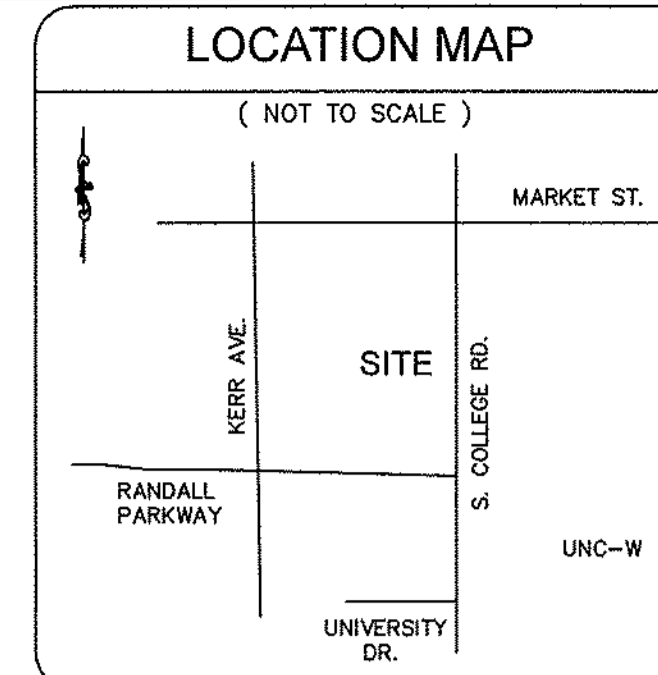 LOCATION MAP
( NOT TO SCALE )
MARKET ST.
KERR AVE.
SITE
S. COLLEGE RD.
RANDALL
PARKWAY
UNC-W
UNIVERSITY
DR.